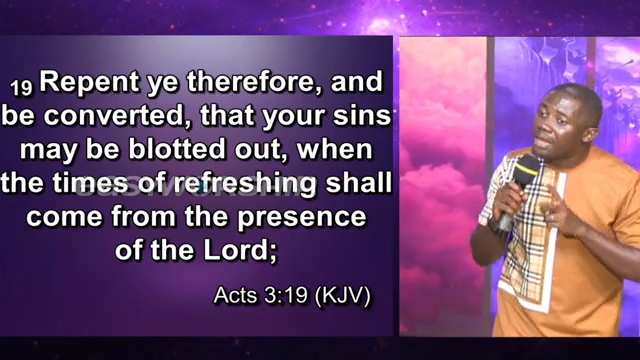 19 Repent ye therefore, and
be converted, that your sins
may be blotted out, when
the times of refreshing shall
come from the presence
of the Lord;
Acts 3:19 (KJV)